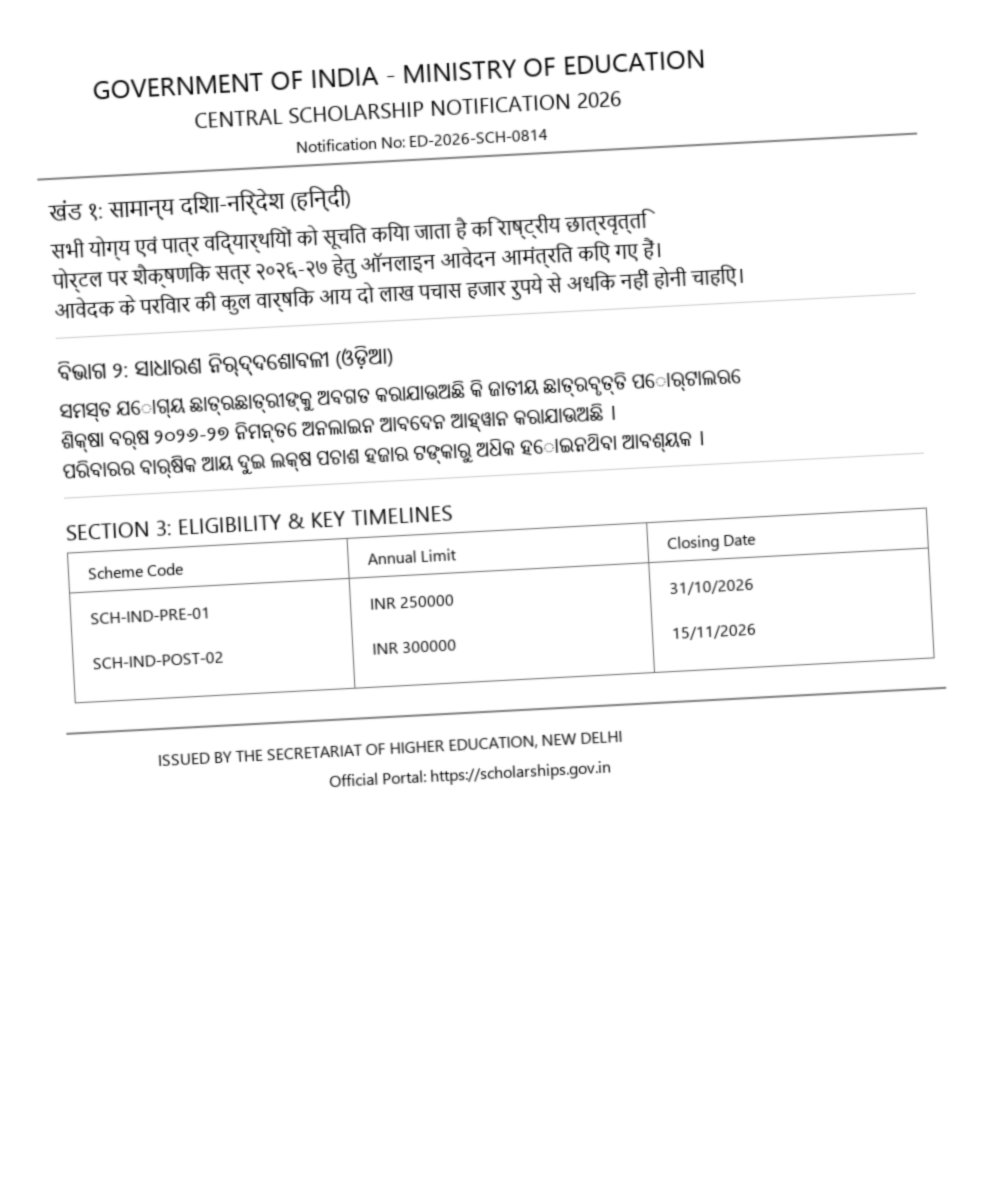 GOVERNMENT OF INDIA - MINISTRY OF EDUCATION
CENTRAL SCHOLARSHIP NOTIFICATION 2026
Notification No: ED-2026-SCH-0814
खंड १: सामान्य दिशा-निर्देश (हिन्दी)
सभी योग्य एवं पात्र विद्यार्थियों को सूचित किया जाता है कि राष्ट्रीय छात्रवृत्ति
पोर्टल पर शैक्षणिक सत्र २०२६-२७ हेतु ऑनलाइन आवेदन आमंत्रित किए गए हैं।
आवेदक के परिवार की कुल वार्षिक आय दो लाख पचास हजार रुपये से अधिक नहीं होनी चाहिए।
ବିଭାଗ ୨: ସାଧାରଣ ନିର୍ଦ୍ଦେଶାବଳୀ (ଓଡ଼ିଆ)
ସମସ୍ତ ଯୋଗ୍ୟ ଛାତ୍ରଛାତ୍ରୀଙ୍କୁ ଅବଗତ କରାଯାଉଅଛି କି ଜାତୀୟ ଛାତ୍ରବୃତ୍ତି ପୋର୍ଟାଲରେ
ଶିକ୍ଷା ବର୍ଷ ୨୦୨୬-୨୭ ନିମନ୍ତେ ଅନଲାଇନ ଆବେଦନ ଆହ୍ୱାନ କରାଯାଉଅଛି ।
ପରିବାରର ବାର୍ଷିକ ଆୟ ଦୁଇ ଲକ୍ଷ ପଚାଶ ହଜାର ଟଙ୍କାରୁ ଅଧିକ ହୋଇନଥିବା ଆବଶ୍ୟକ ।
SECTION 3: ELIGIBILITY & KEY TIMELINES
Scheme Code Annual Limit Closing Date
SCH-IND-PRE-01 INR 250000 31/10/2026
SCH-IND-POST-02 INR 300000 15/11/2026
ISSUED BY THE SECRETARIAT OF HIGHER EDUCATION, NEW DELHI
Official Portal: https://scholarships.gov.in